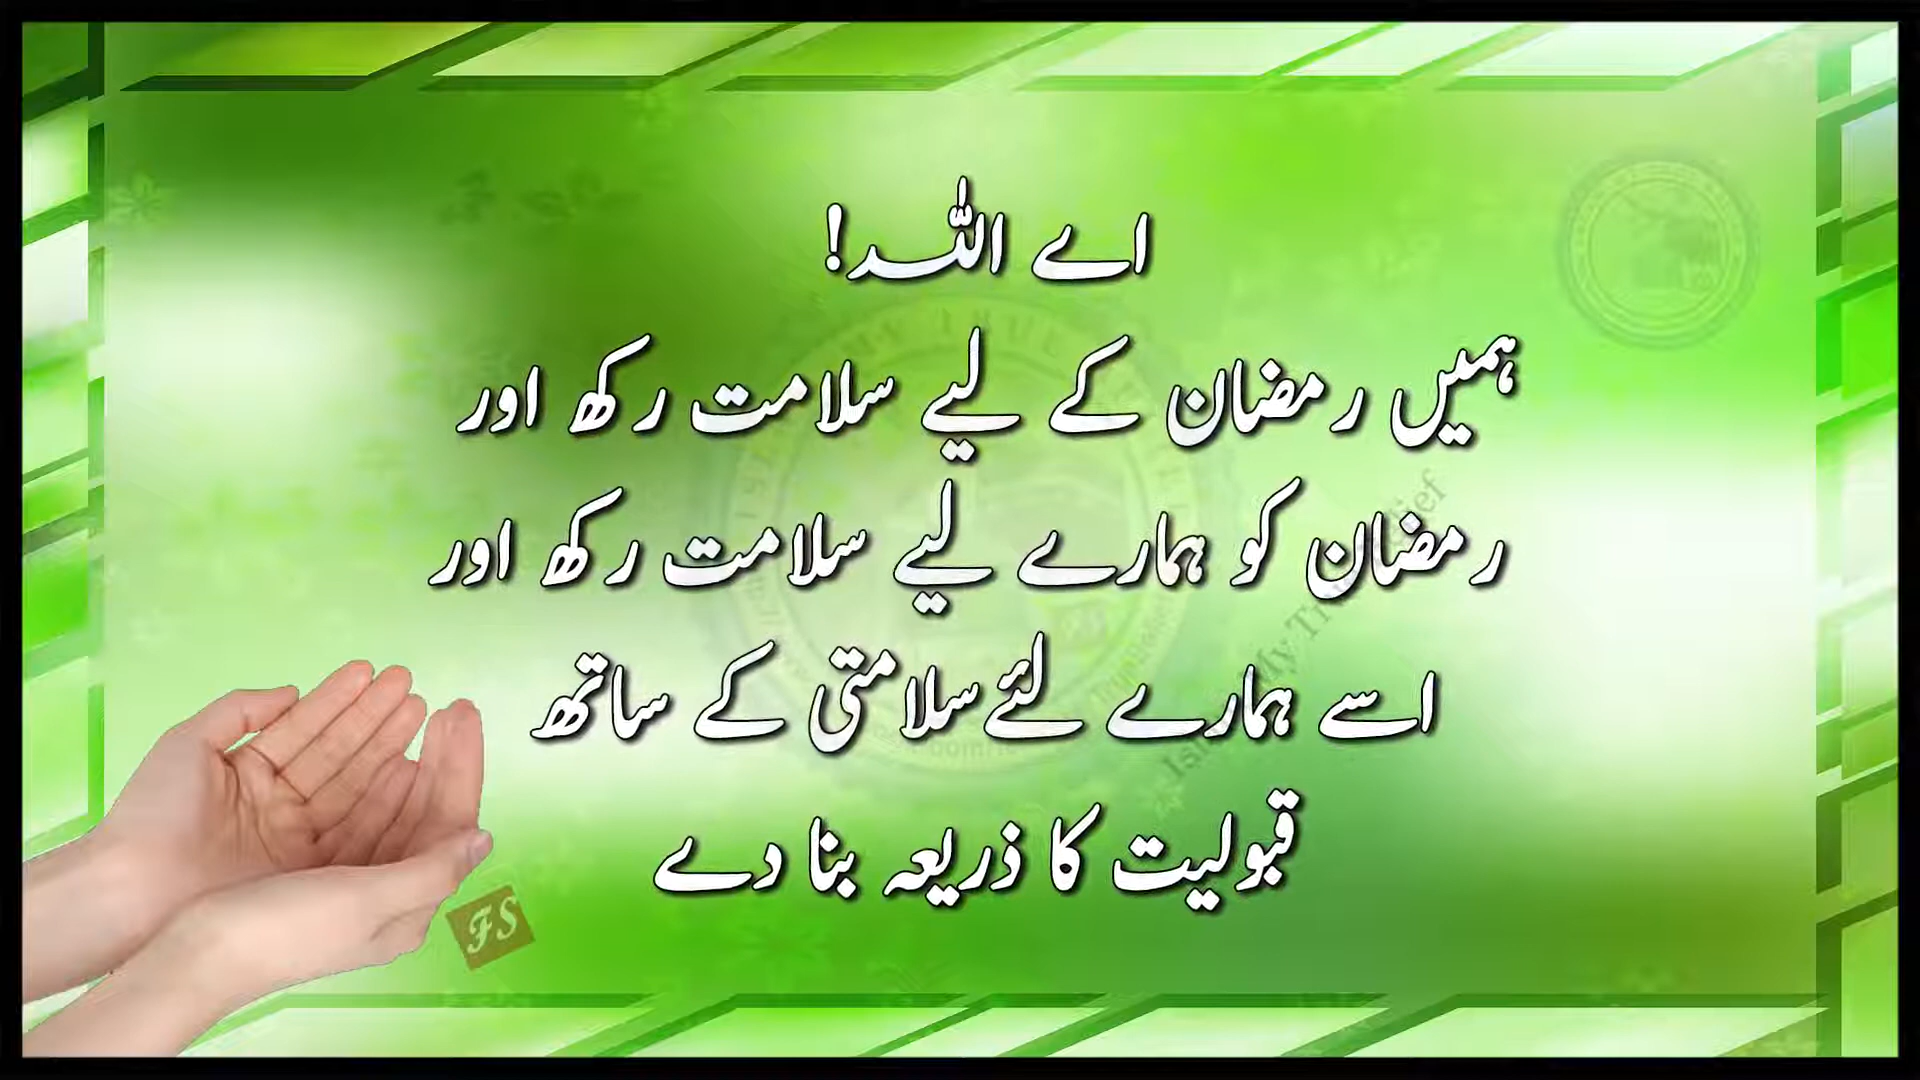 اے اللہ!
ہمیں رمضان کے لیے سلامت رکھ اور
رمضان کو ہمارے لیے سلامت رکھ اور
اسے ہمارے لئے سلامتی کے ساتھ
قبولیت کا ذریعہ بنا دے
FS